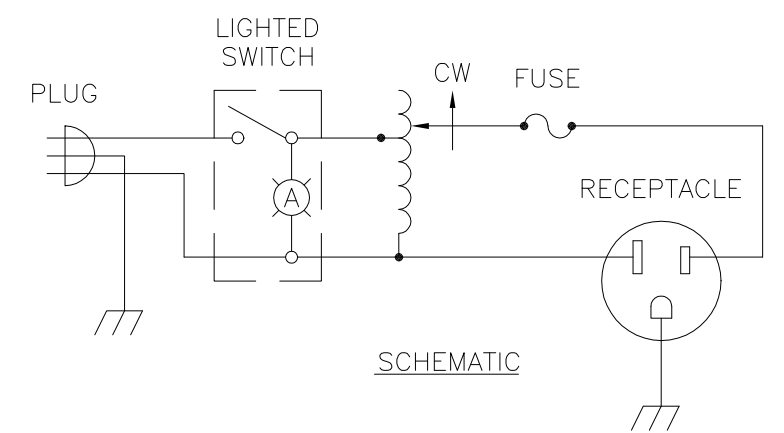 LIGHTED
SWITCH
PLUG
CW
FUSE
RECEPTACLE
A
SCHEMATIC